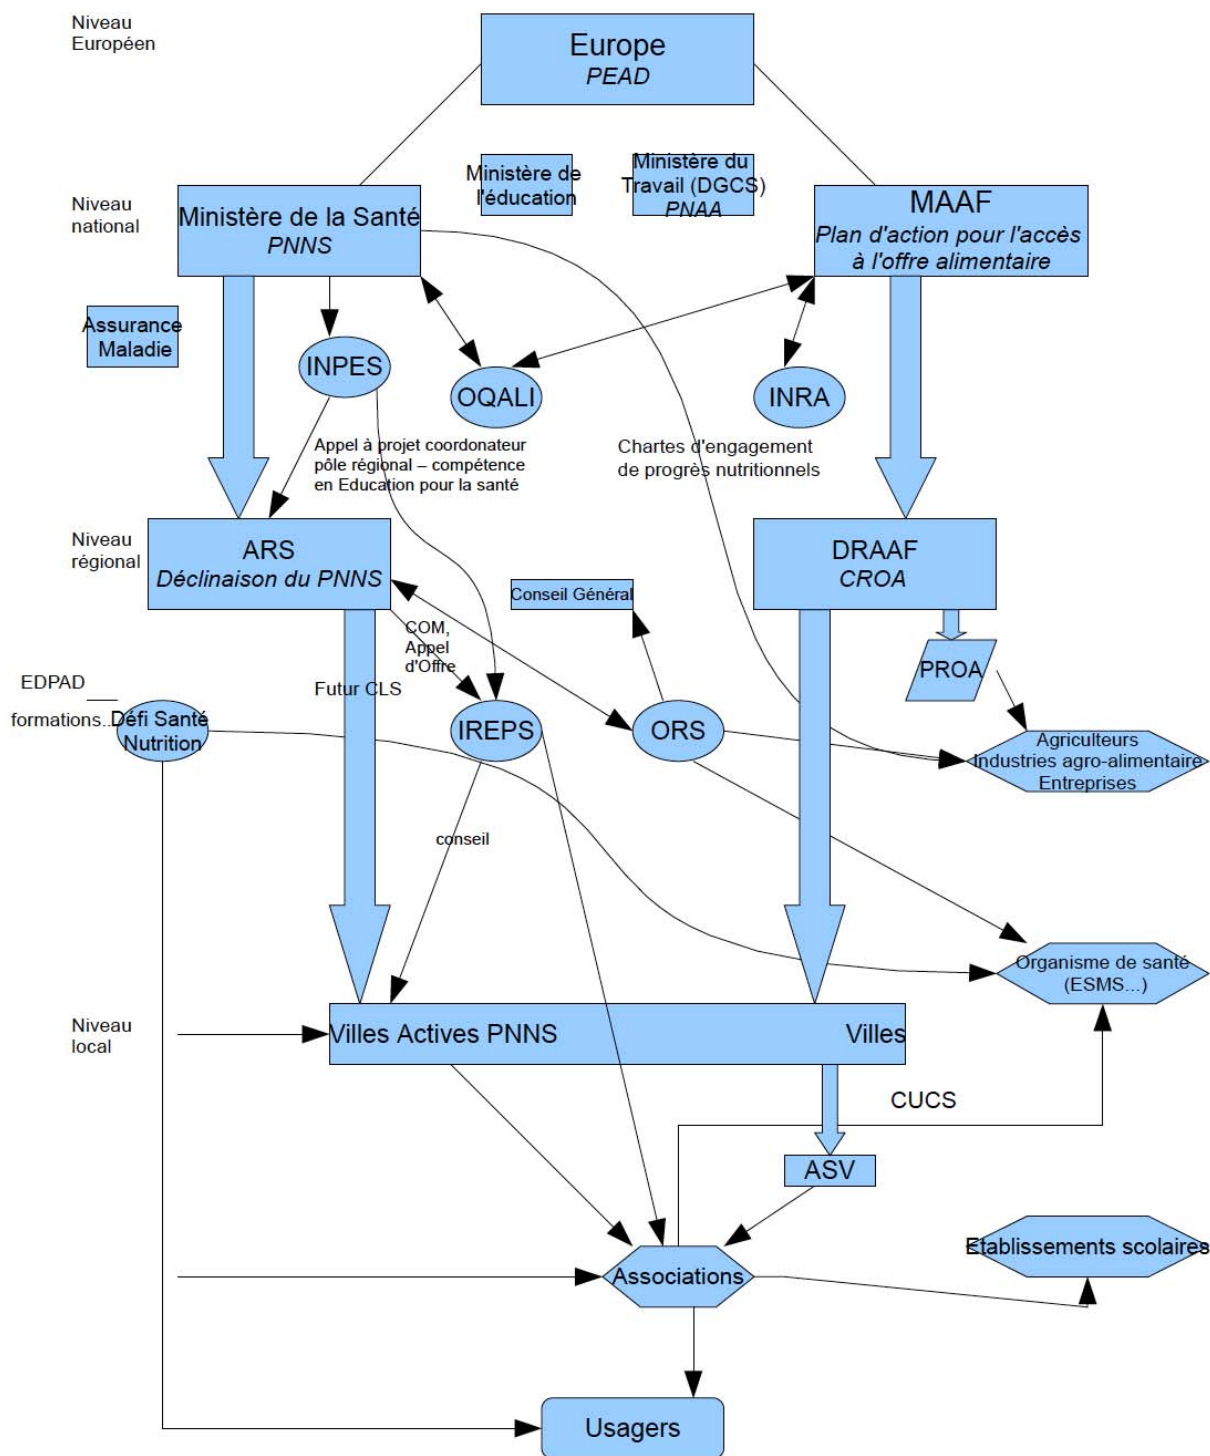 Niveau
Européen
Europe
PEAD
Ministère de
l'éducation
Ministère du
Travail (DGCS)
PNAA
Niveau
national
Ministère de la Santé
PNNS
MAAF
Plan d'action pour l'accès
à l'offre alimentaire
Assurance
Maladie
INPES
OQALI
INRA
Appel à projet coordonateur
pôle régional – compétence
en Education pour la santé
Chartes d'engagement
de progrès nutritionnels
Niveau
régional
ARS
Déclinaison du PNNS
DRAAF
CROA
Conseil Général
COM,
Appel
d'Offre
PROA
EDPAD
formations...
Futur CLS
Défi Santé
Nutrition
IREPS
ORS
Agriculteurs
Industries agro-alimentaire
Entreprises
conseil
Organisme de santé
(ESMS...)
Niveau
local
Villes Actives PNNS
Villes
CUCS
ASV
Etablissements scolaires
Associations
Usagers